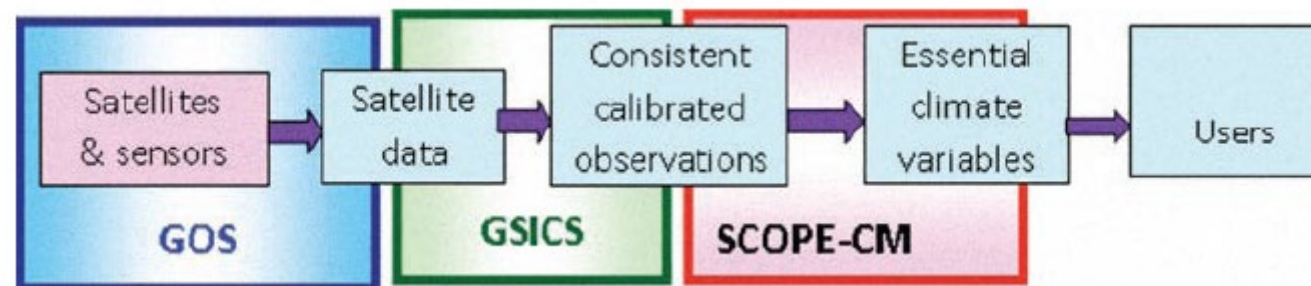 Satellites
& sensors
Satellite
data
Consistent
calibrated
observations
Essential
climate
variables
Users
GOS
GSICS
SCOPE-CM